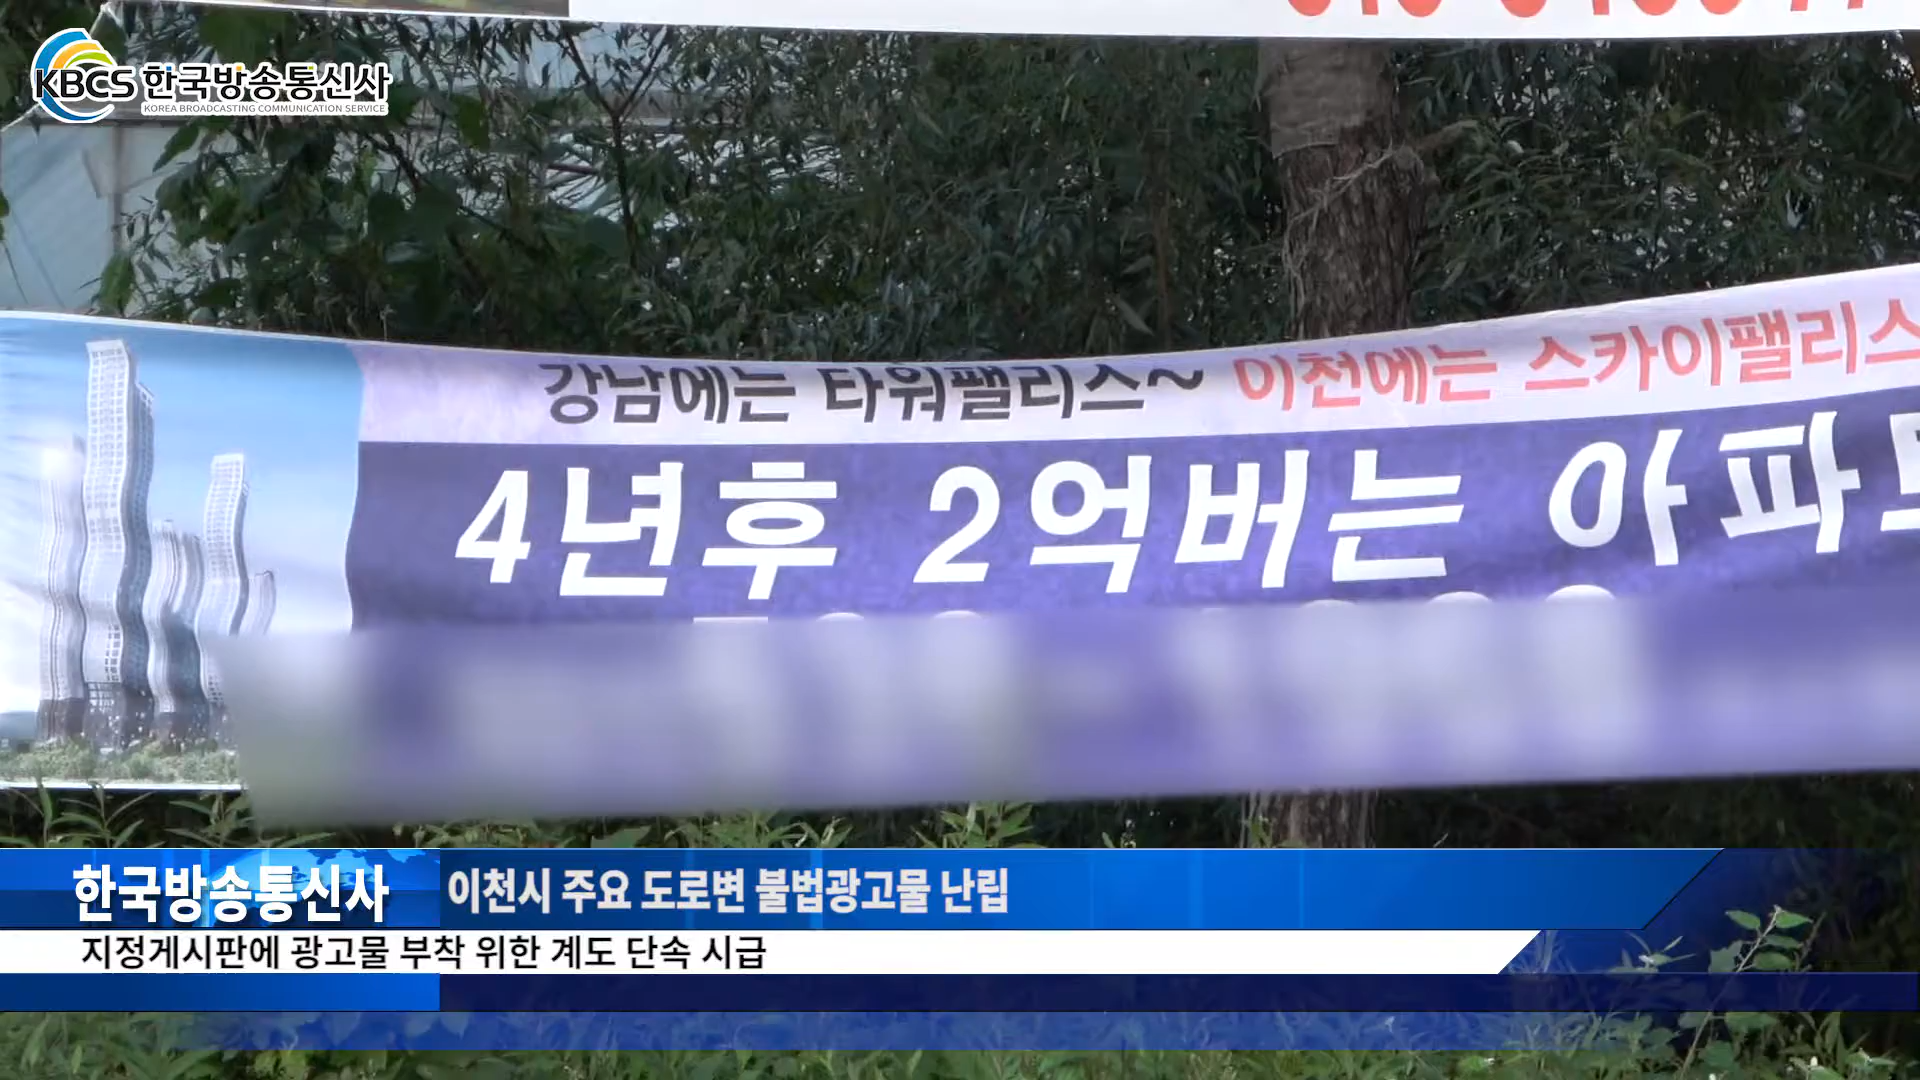 KBCS 한국방송통신사
KOREA BROADCASTING COMMUNICATION SERVICE
강남에는 타워팰리스~ 이천에는 스카이팰리스
4년후 2억버는
한국방송통신사
이천시 주요 도로변 불법광고물 난립
지정게시판에 광고물 부착 위한 계도 단속 시급